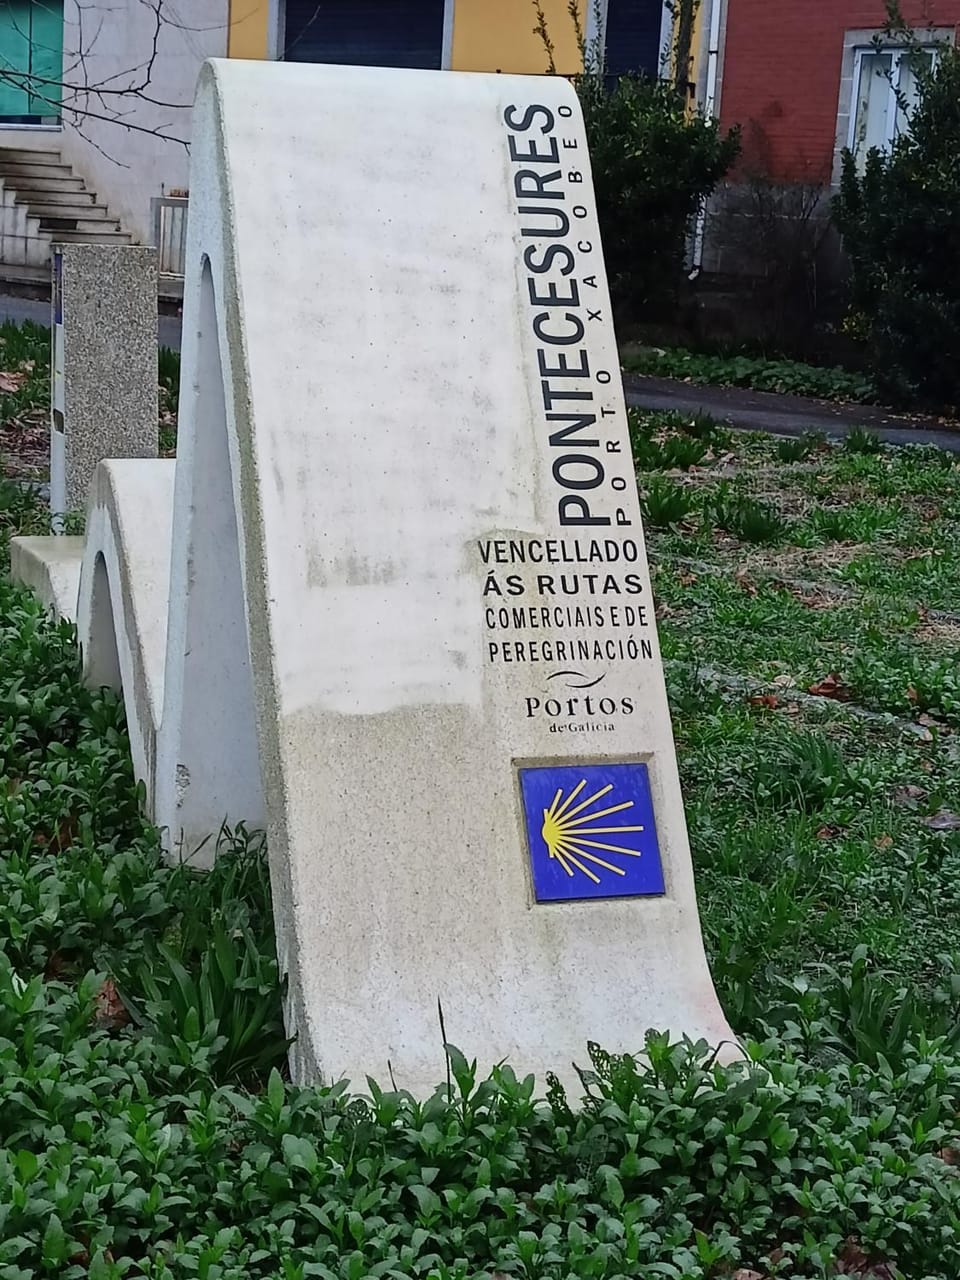 PONTECESURES
PORTO XACOBEO
VENCELLADO
ÁS RUTAS
COMERCIAIS E DE
PEREGRINACIÓN
Portos
de Galicia